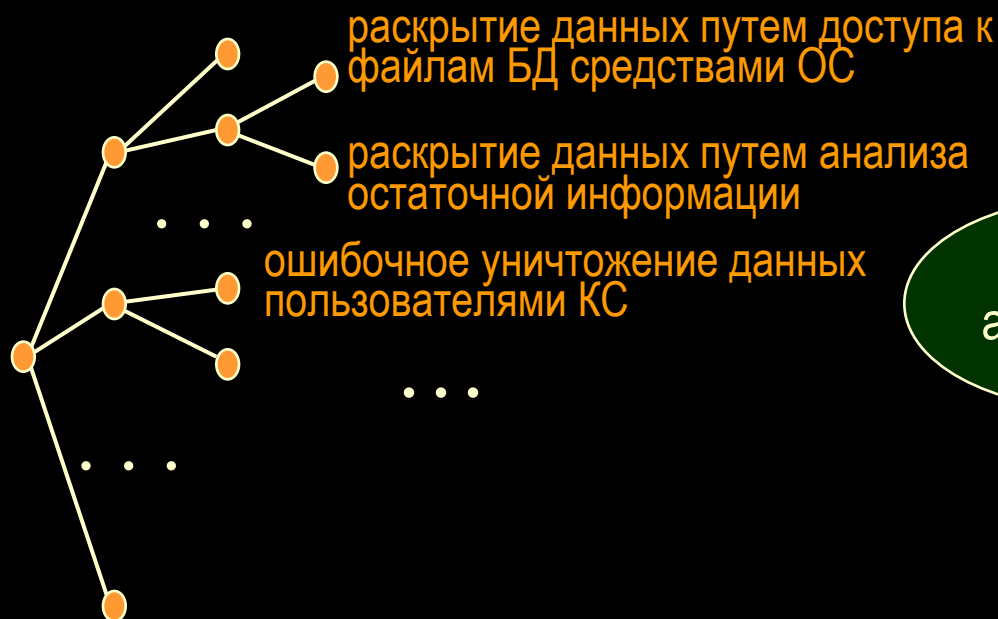 раскрытие данных путем доступа к
файлам БД средствами ОС
раскрытие данных путем анализа
остаточной информации
. . .
ошибочное уничтожение данных
пользователями КС
. . .
. . .